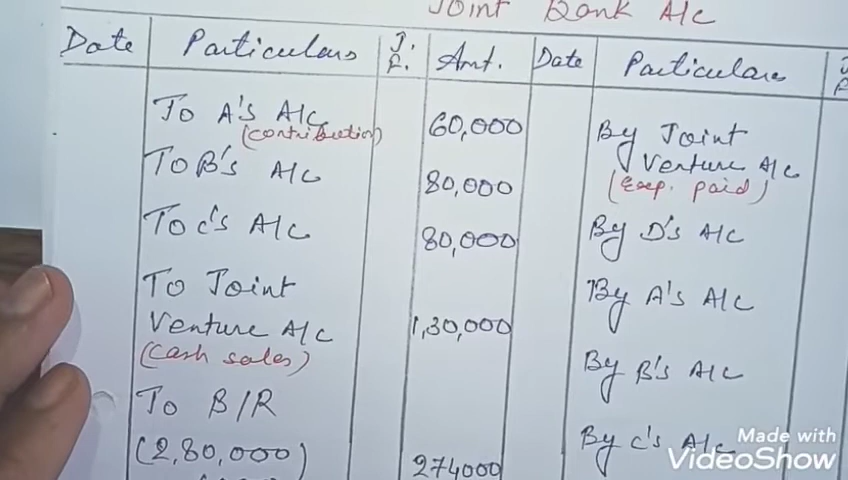 Joint Bank A/C
Date Particulars J.F. Amt. Date Particulars J.F.
To A's A/C 60,000
(contribution)
To B's A/C 80,000
To C's A/C 80,000
To Joint
Venture A/C 1,30,000
(cash sales)
To B/R
(2,80,000) 274000
By Joint
Venture A/C
(Exp. paid)
By D's A/C
By A's A/C
By B's A/C
By C's A/C
Made with
VideoShow